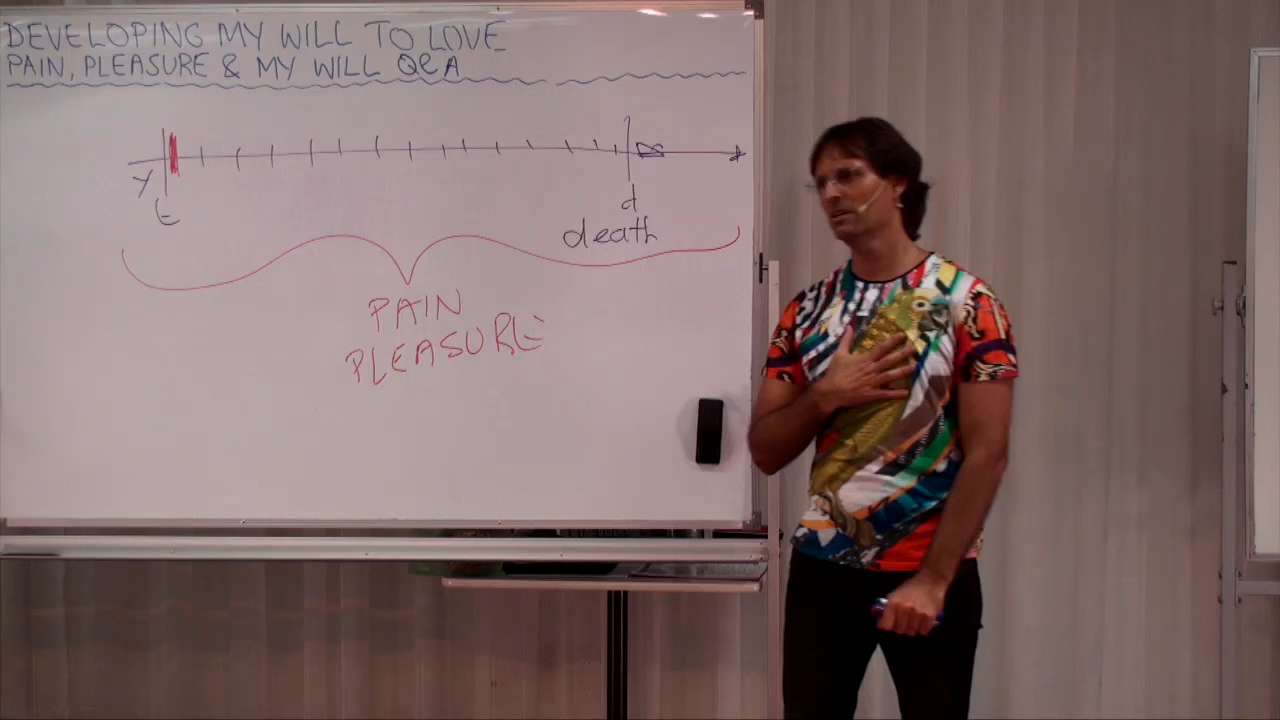 DEVELOPING MY WILL TO LOVE
PAIN, PLEASURE & MY WILL Q&A
Y
t
d
death
PAIN
PLEASURE